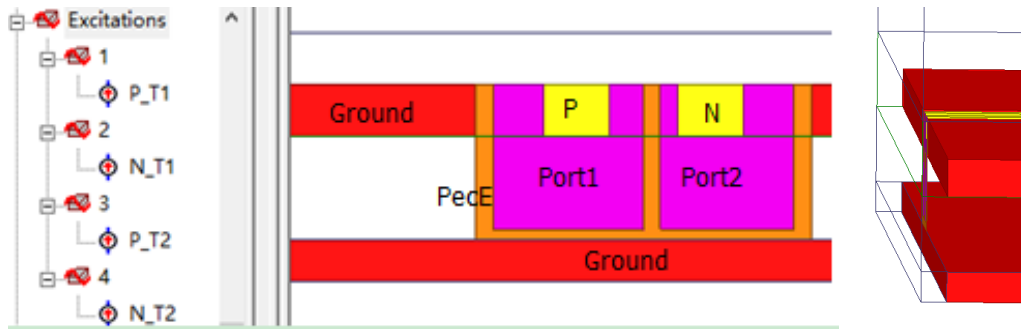 Excitations
1
P_T1
2
N_T1
3
P_T2
4
N_T2
Ground
P
N
Port1
Port2
PecE
Ground